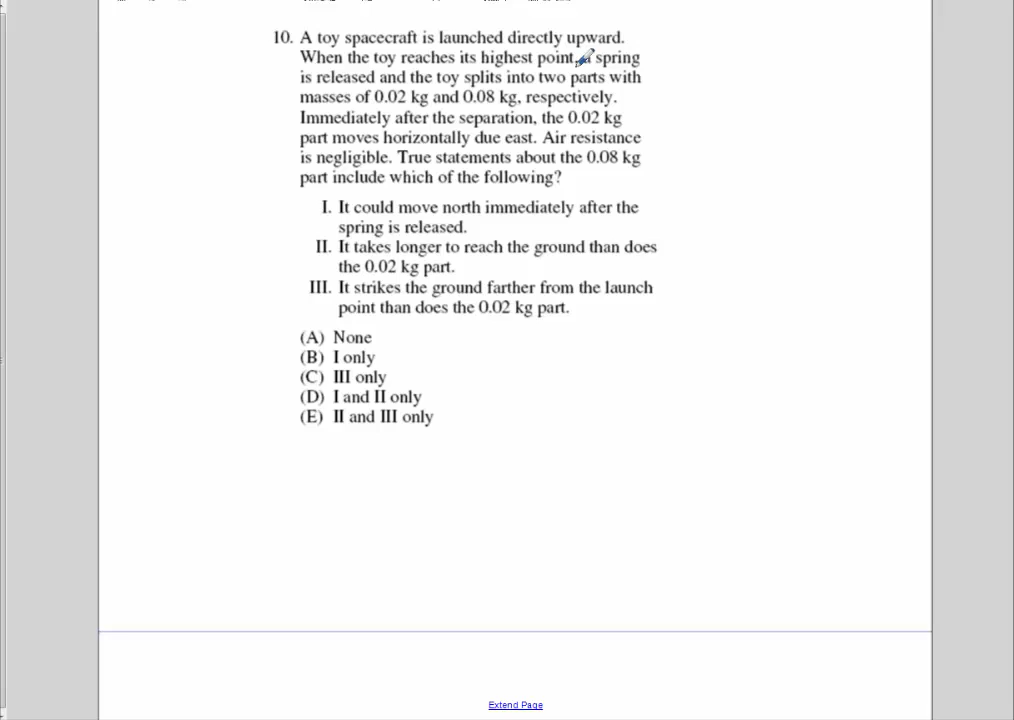 10. A toy spacecraft is launched directly upward.
When the toy reaches its highest point, a spring
is released and the toy splits into two parts with
masses of 0.02 kg and 0.08 kg, respectively.
Immediately after the separation, the 0.02 kg
part moves horizontally due east. Air resistance
is negligible. True statements about the 0.08 kg
part include which of the following?
I. It could move north immediately after the
spring is released.
II. It takes longer to reach the ground than does
the 0.02 kg part.
III. It strikes the ground farther from the launch
point than does the 0.02 kg part.
(A) None
(B) I only
(C) III only
(D) I and II only
(E) II and III only
Extend Page